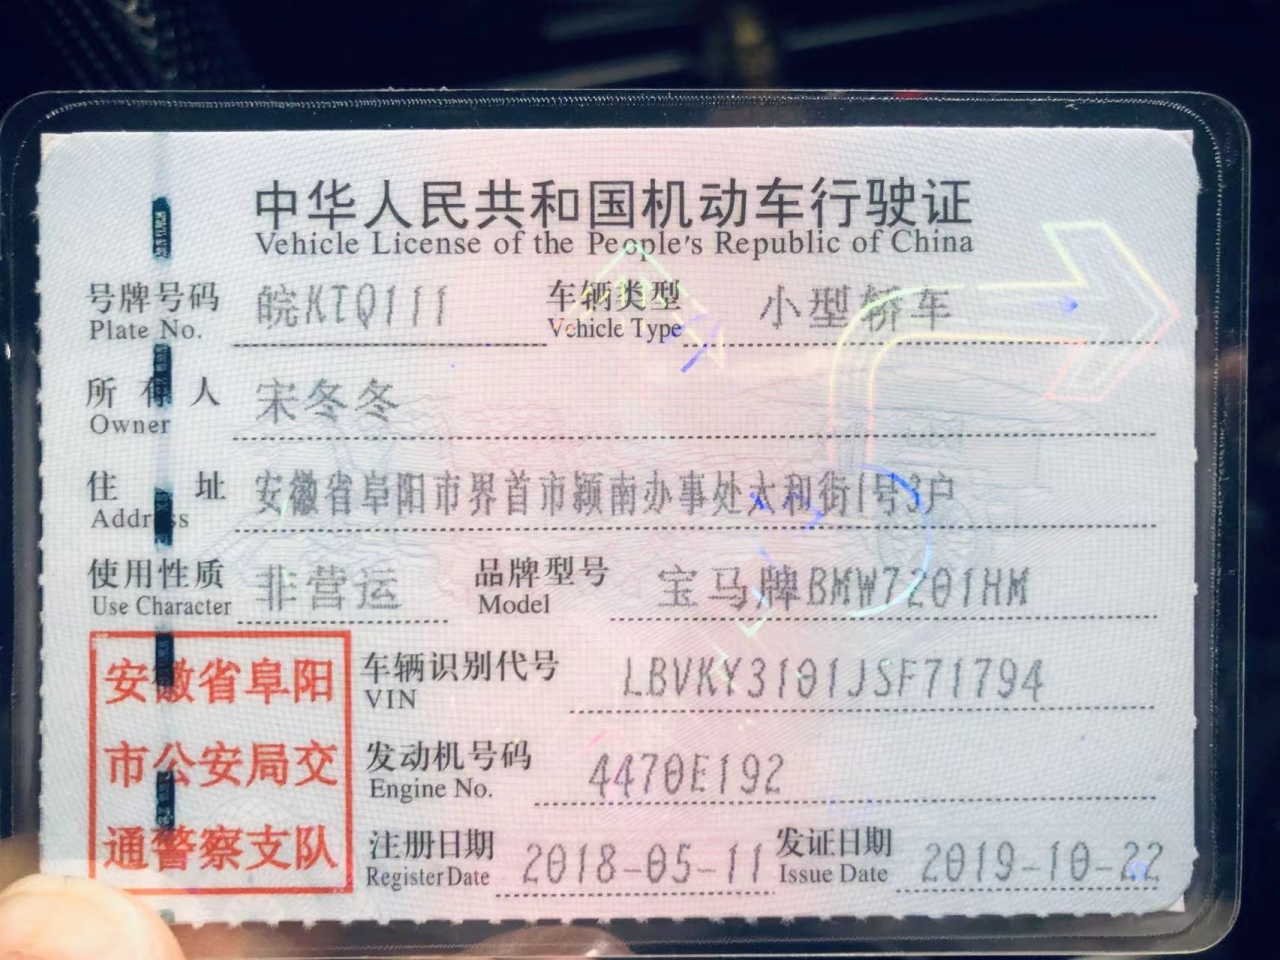 中华人民共和国机动车行驶证
Vehicle License of the People's Republic of China
号牌号码 皖KTQ111 车辆类型 小型轿车
Plate No. Vehicle Type
所有人 宋冬冬
Owner
住址 安徽省阜阳市界首市颍南办事处太和街1号3户
Address
使用性质 非营运 品牌型号 宝马牌BMW7201HM
Use Character Model
安徽省阜阳
市公安局交
通警察支队
车辆识别代号 LBVKY3101JSF71794
VIN
发动机号码 4470E192
Engine No.
注册日期 2018-05-11 发证日期 2019-10-22
Register Date Issue Date